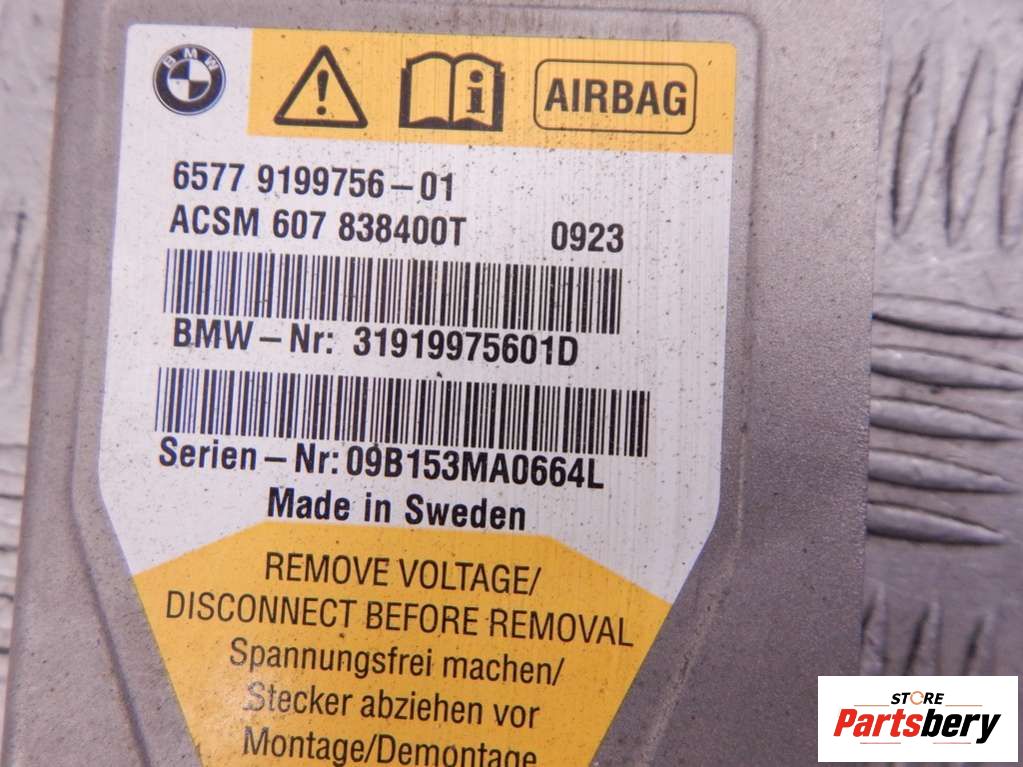 BMW
AIRBAG
6577 9199756-01
ACSM 607 838400T 0923
BMW-Nr: 31919975601D
Serien-Nr: 09B153MA0664L
Made in Sweden
REMOVE VOLTAGE/
DISCONNECT BEFORE REMOVAL
Spannungsfrei machen/
Stecker abziehen vor
Montage/Demontage
STORE
Partsbery